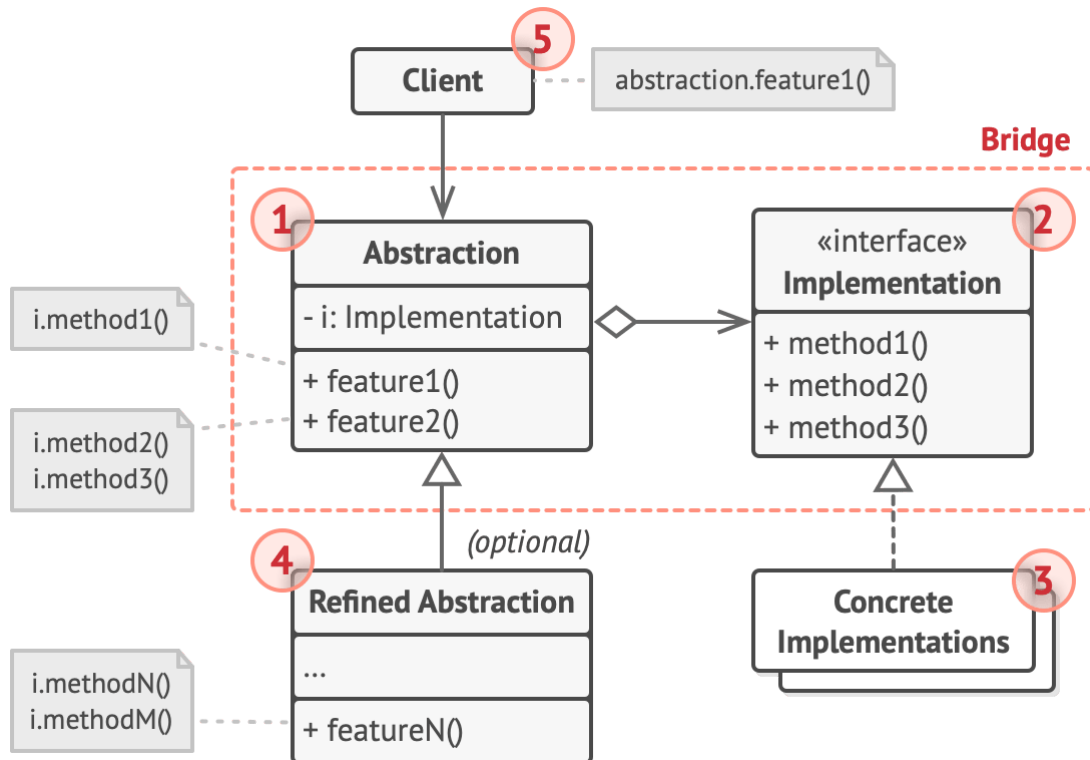 5
Client
abstraction.feature1()
Bridge
1
Abstraction
- i: Implementation
+ feature1()
+ feature2()
i.method1()
i.method2()
i.method3()
2
«interface»
Implementation
+ method1()
+ method2()
+ method3()
(optional)
4
Refined Abstraction
...
+ featureN()
i.methodN()
i.methodM()
3
Concrete
Implementations